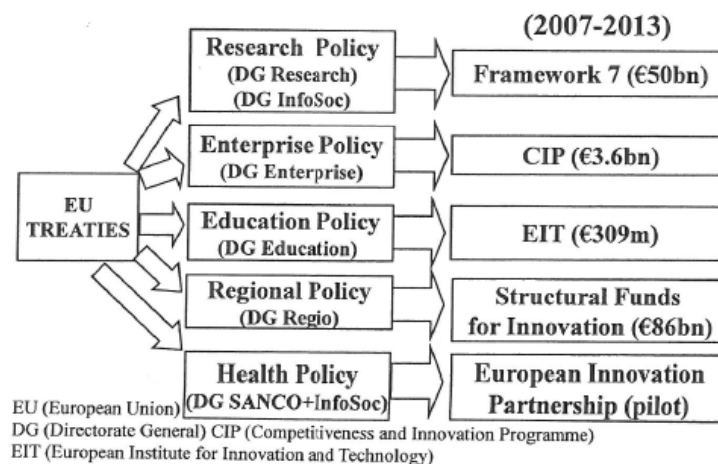 (2007-2013)
Research Policy
(DG Research)
(DG InfoSoc)
Framework 7 (€50bn)
Enterprise Policy
(DG Enterprise)
CIP (€3.6bn)
EU
TREATIES
Education Policy
(DG Education)
EIT (€309m)
Regional Policy
(DG Regio)
Structural Funds
for Innovation (€86bn)
Health Policy
(DG SANCO+InfoSoc)
European Innovation
Partnership (pilot)
EU (European Union)
DG (Directorate General) CIP (Competitiveness and Innovation Programme)
EIT (European Institute for Innovation and Technology)